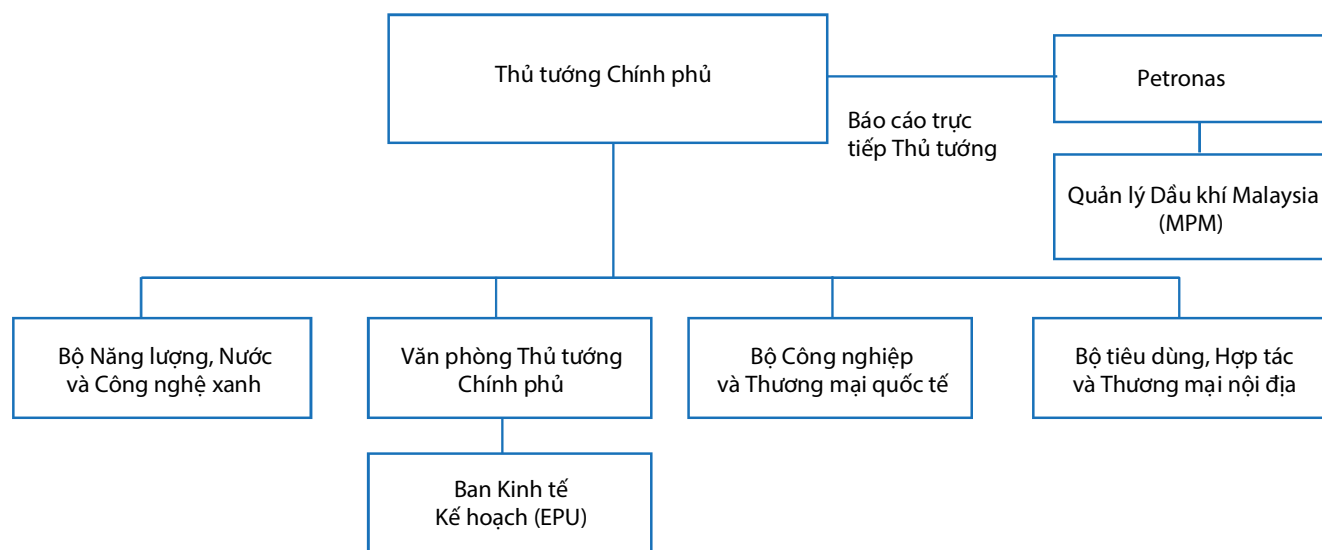 Thủ tướng Chính phủ
Petronas
Báo cáo trực
tiếp Thủ tướng
Quản lý Dầu khí Malaysia
(MPM)
Bộ Năng lượng, Nước
và Công nghệ xanh
Văn phòng Thủ tướng
Chính phủ
Bộ Công nghiệp
và Thương mại quốc tế
Bộ tiêu dùng, Hợp tác
và Thương mại nội địa
Ban Kinh tế
Kế hoạch (EPU)